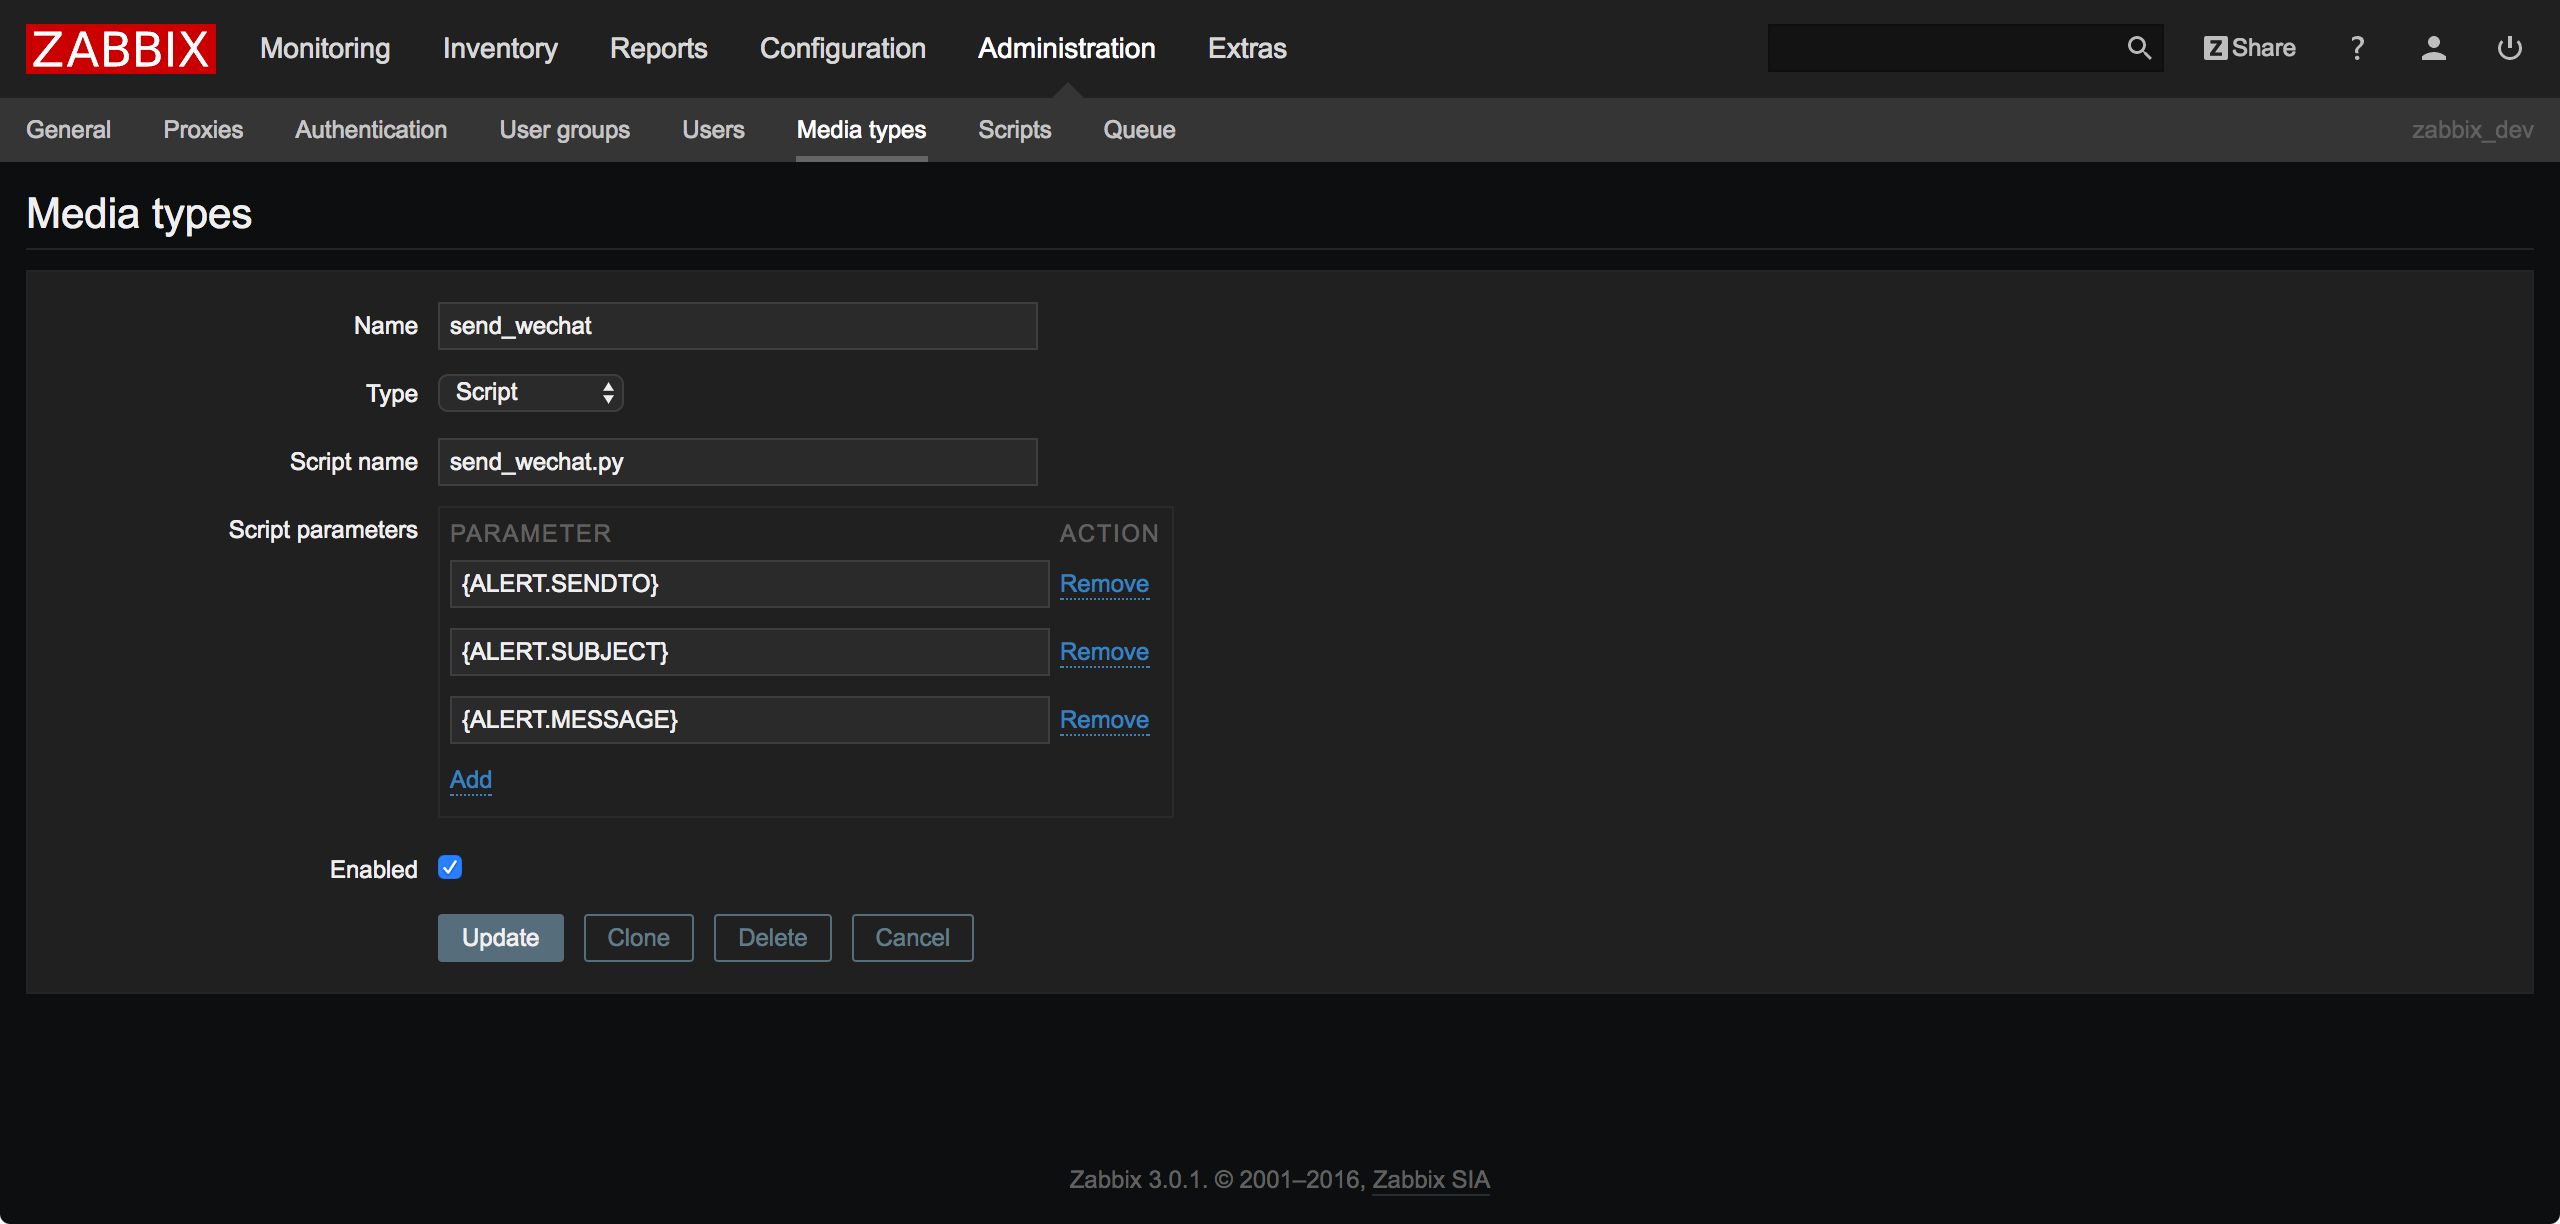 ZABBIX Monitoring Inventory Reports Configuration Administration Extras Z Share ?
General Proxies Authentication User groups Users Media types Scripts Queue zabbix_dev
Media types
Name send_wechat
Type Script
Script name send_wechat.py
Script parameters PARAMETER ACTION
{ALERT.SENDTO} Remove
{ALERT.SUBJECT} Remove
{ALERT.MESSAGE} Remove
Add
Enabled
Update Clone Delete Cancel
Zabbix 3.0.1. © 2001–2016, Zabbix SIA